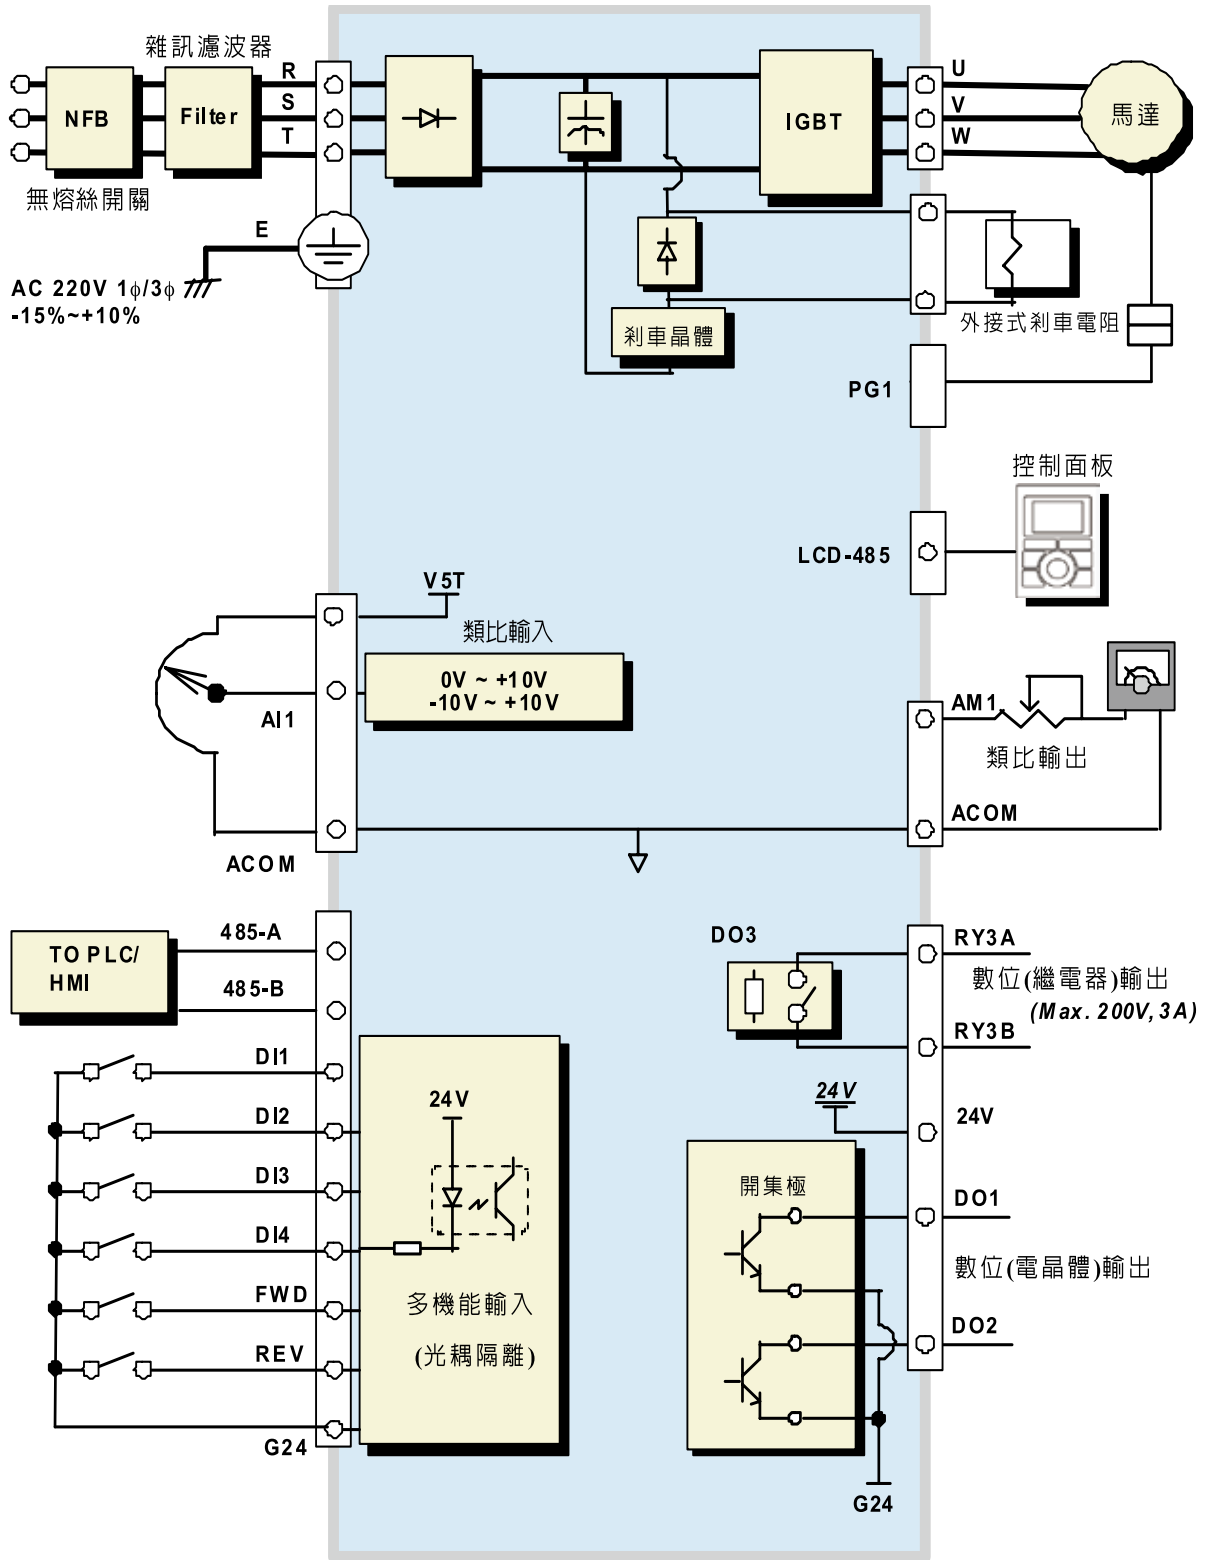 雜訊濾波器
R
S
T
NFB
Filter
IGBT
U
V
W
馬達
無熔絲開關
E
AC 220V 1ϕ/3ϕ
-15%~+10%
剎車晶體
外接式剎車電阻
PG1
控制面板
LCD-485
V5T
類比輸入
0V ~ +10V
-10V ~ +10V
AI1
AM1
類比輸出
ACOM
ACOM
485-A
TO PLC/
HMI
485-B
DO3
RY3A
數位(繼電器)輸出
(Max. 200V, 3A)
RY3B
DI1
DI2
DI3
DI4
FWD
REV
G24
24V
多機能輸入
(光耦隔離)
24V
24V
開集極
DO1
數位(電晶體)輸出
DO2
G24